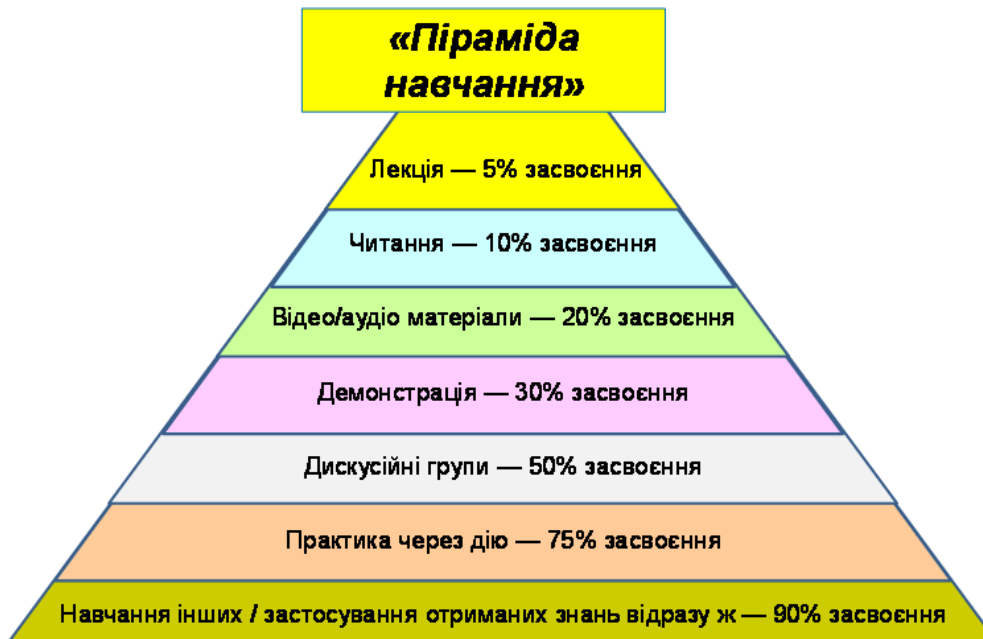 «Піраміда
навчання»
Лекція — 5% засвоєння
Читання — 10% засвоєння
Відео/аудіо матеріали — 20% засвоєння
Демонстрація — 30% засвоєння
Дискусійні групи — 50% засвоєння
Практика через дію — 75% засвоєння
Навчання інших / застосування отриманих знань відразу ж — 90% засвоєння